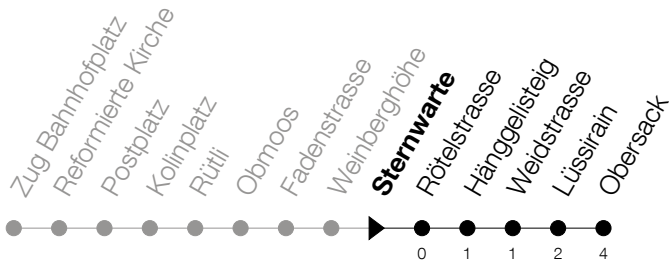 Zug Bahnhofplatz
Reformierte Kirche
Postplatz
Kolinplatz
Rütli
Obmoos
Fadenstrasse
Weinberghöhe
Sternwarte
Rötelstrasse
Hänggelisteig
Weidstrasse
Lüssirain
Obersack
0 1 1 2 4